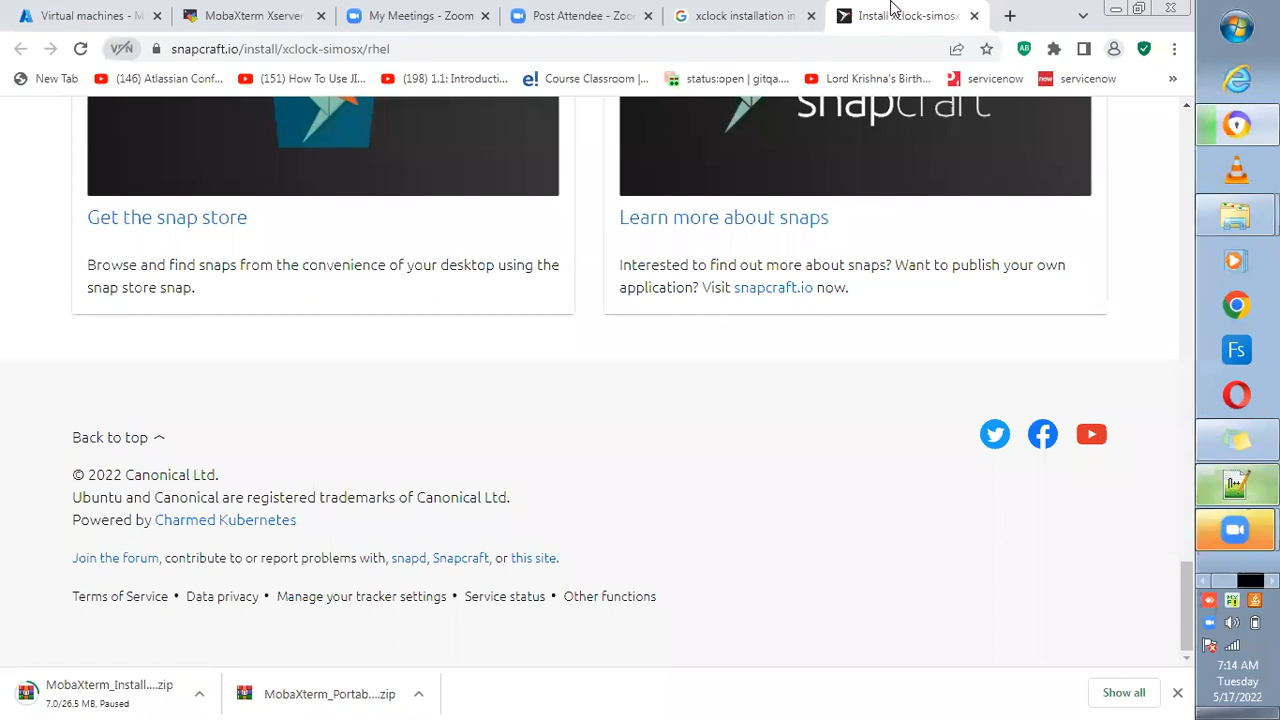 Virtual machines
MobaXterm Xserver
My Meetings - Zoom
Post Attendee - Zoo
xclock installation in
Install xclock-simosx
VPN
snapcraft.io/install/xclock-simosx/rhel
New Tab
(146) Atlassian Conf...
(151) How To Use JI...
(198) 1.1: Introducti...
Course Classroom |...
status:open | gitqa....
Lord Krishna's Birth...
servicenow
servicenow
snapcraft
Get the snap store
Learn more about snaps
Browse and find snaps from the convenience of your desktop using the
snap store snap.
Interested to find out more about snaps? Want to publish your own
application? Visit snapcraft.io now.
Back to top
© 2022 Canonical Ltd.
Ubuntu and Canonical are registered trademarks of Canonical Ltd.
Powered by Charmed Kubernetes
Join the forum, contribute to or report problems with, snapd, Snapcraft, or this site.
Terms of Service • Data privacy • Manage your tracker settings • Service status • Other functions
MobaXterm_Install....zip
7.0/26.5 MB, Paused
MobaXterm_Portab....zip
Show all
Fs
7:14 AM
Tuesday
5/17/2022